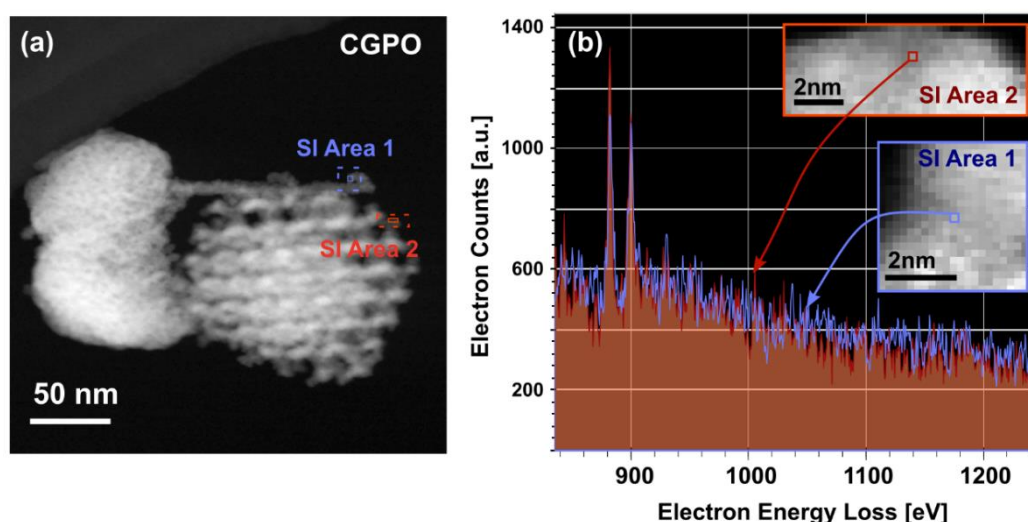 (a)
CGPO
SI Area 1
SI Area 2
50 nm
(b)
Electron Counts [a.u.]
1400
1000
600
200
2nm
SI Area 2
SI Area 1
2nm
900
1000
1100
1200
Electron Energy Loss [eV]